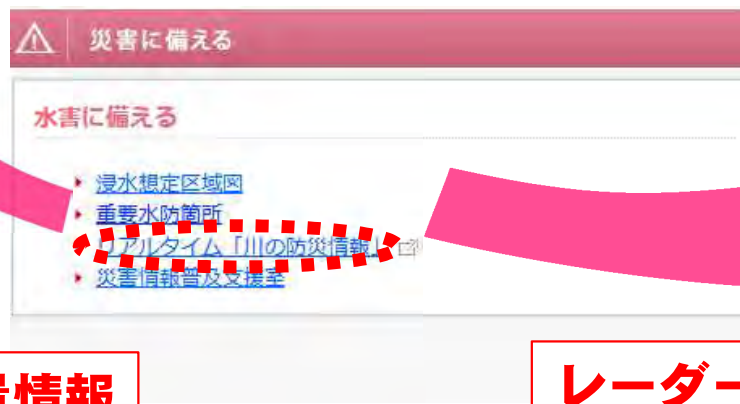 災害に備える
水害に備える
浸水想定区域図
重要水防箇所
リアルタイム「川の防災情報」
災害情報普及支援室
情報
レーダー